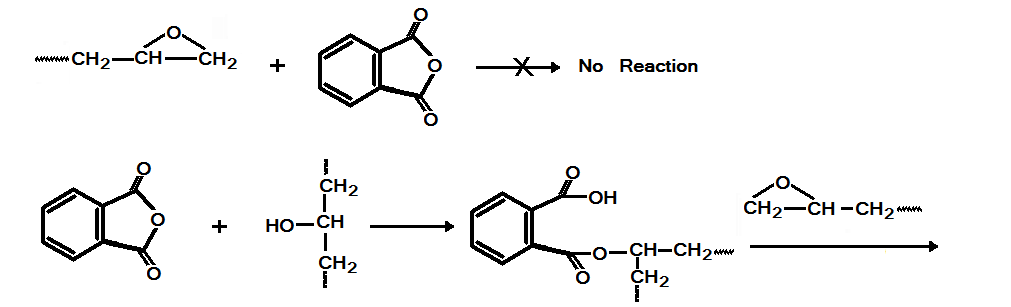 O
CH2 CH CH2 + O O O X No Reaction
O O O + HO CH CH2 CH2
O OH O O CH CH2 CH2
O CH2 CH CH2